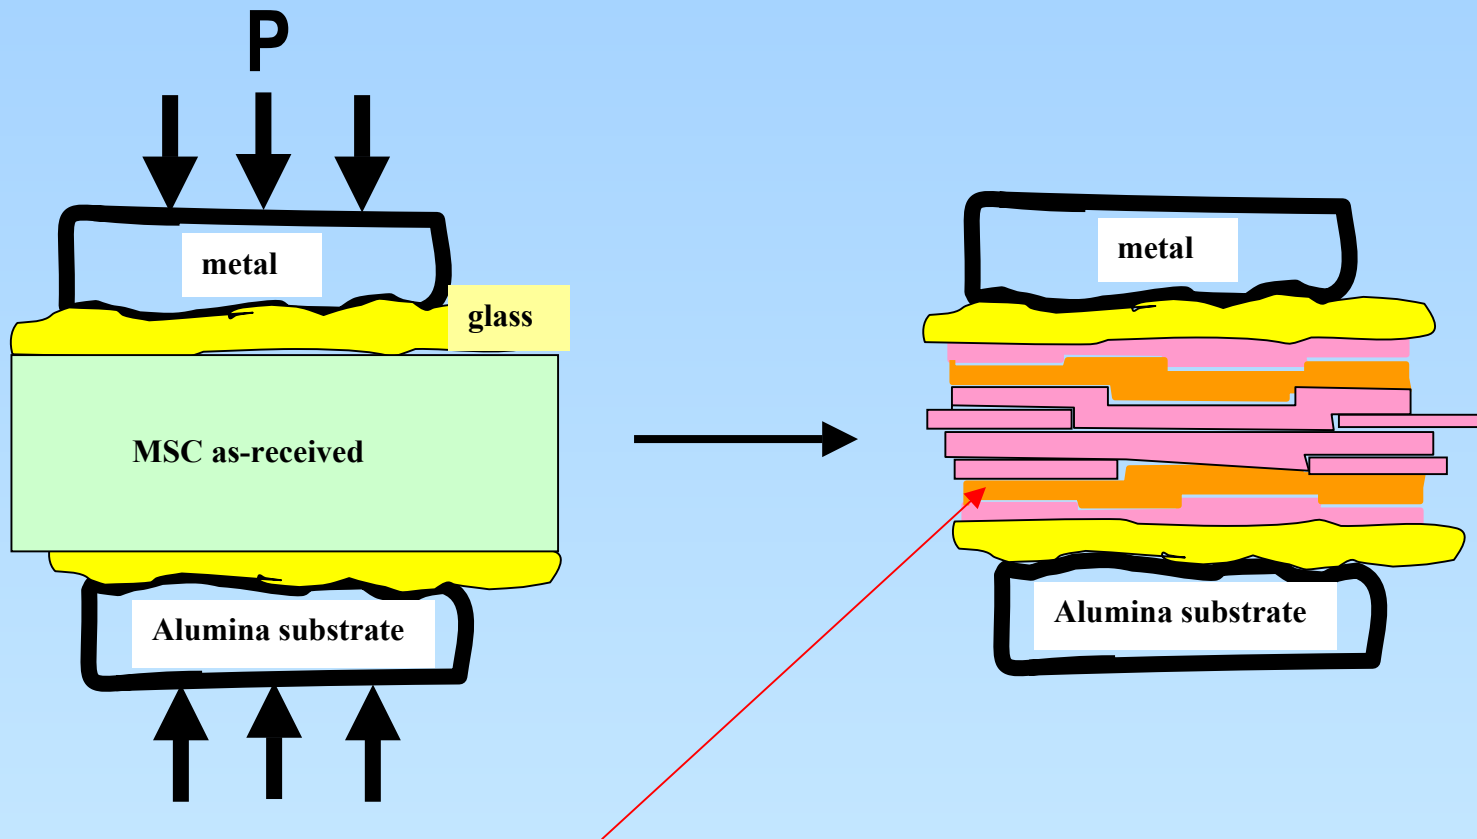 P
metal
glass
MSC as-received
Alumina substrate
metal
Alumina substrate